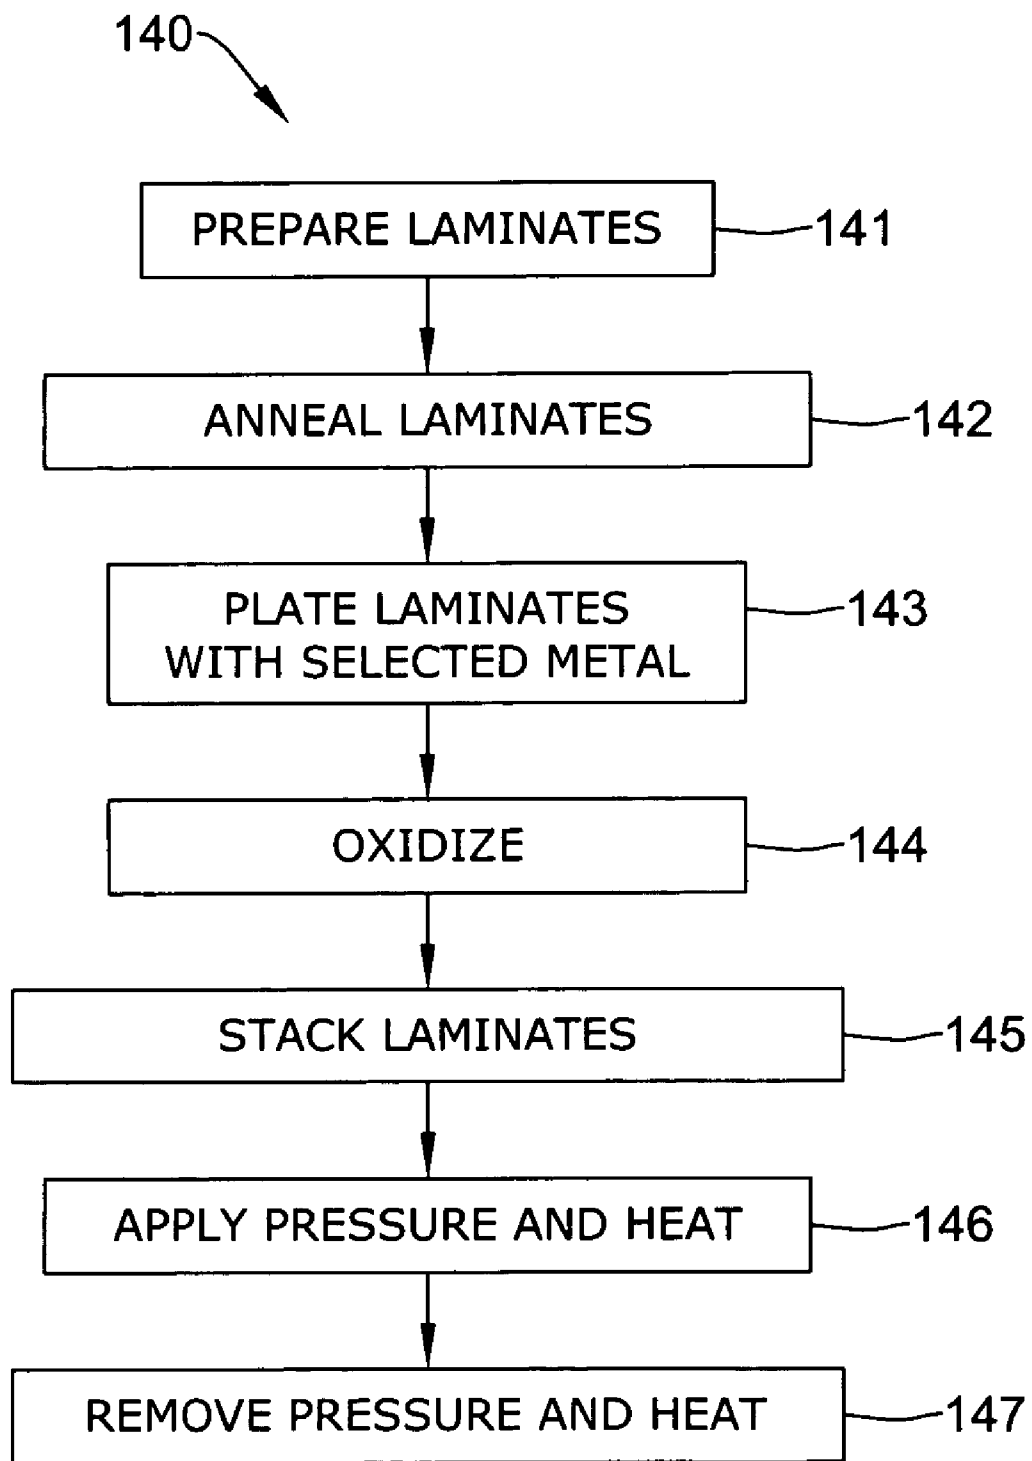 140
PREPARE LAMINATES
141
ANNEAL LAMINATES
142
PLATE LAMINATES
WITH SELECTED METAL
143
OXIDIZE
144
STACK LAMINATES
145
APPLY PRESSURE AND HEAT
146
REMOVE PRESSURE AND HEAT
147